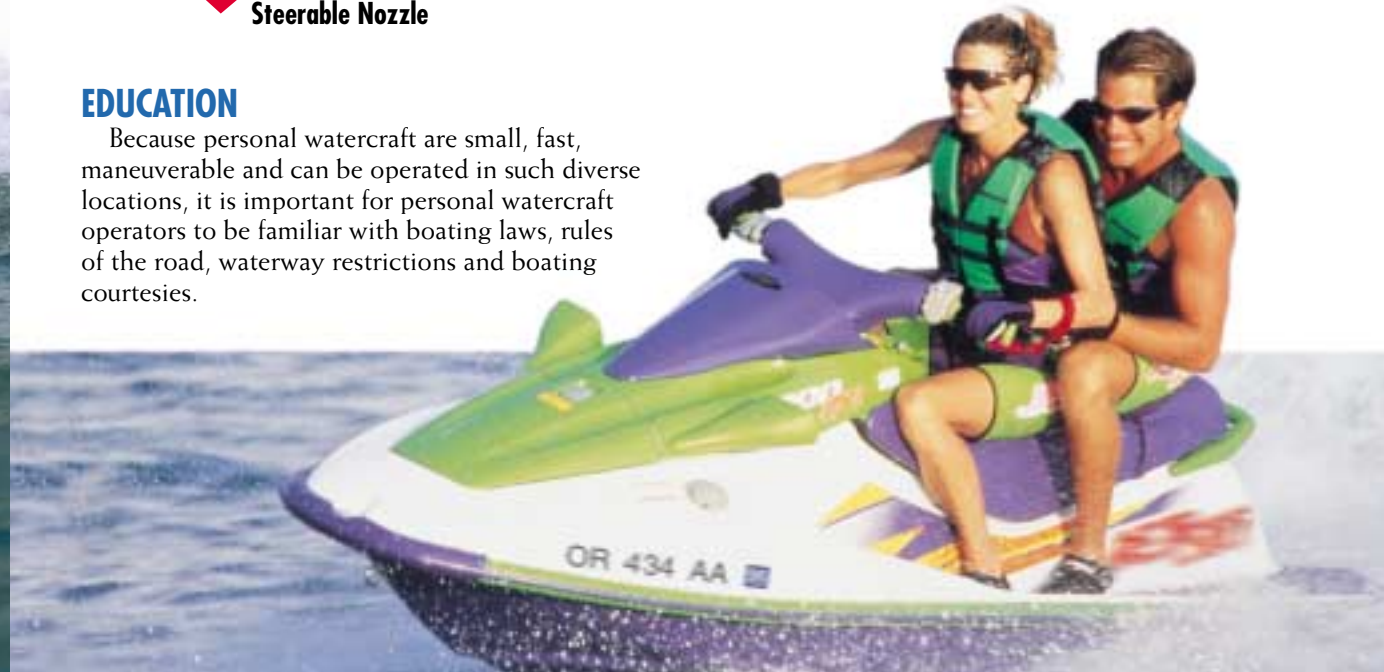 Steerable Nozzle
EDUCATION
Because personal watercraft are small, fast,
maneuverable and can be operated in such diverse
locations, it is important for personal watercraft
operators to be familiar with boating laws, rules
of the road, waterway restrictions and boating
courtesies.
OR 434 AA